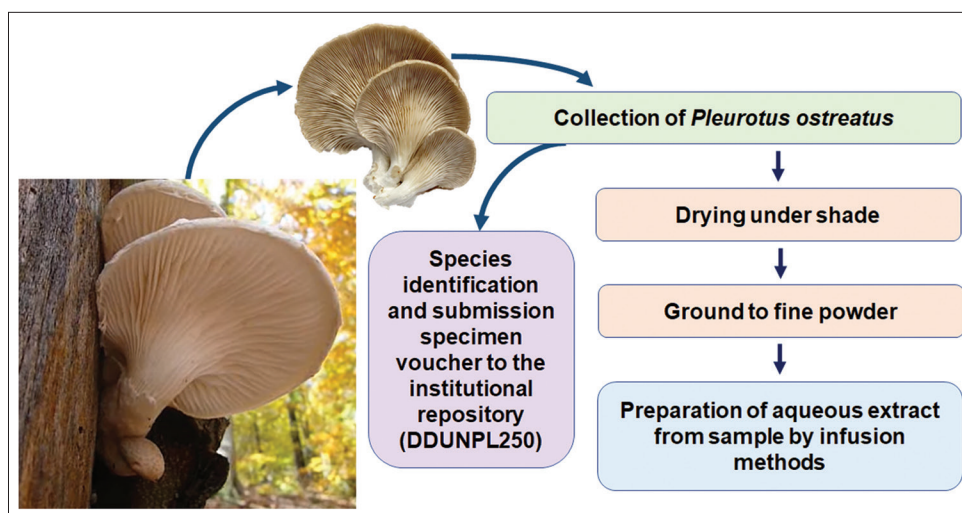 Collection of Pleurotus ostreatus
Drying under shade
Ground to fine powder
Preparation of aqueous extract
from sample by infusion
methods
Species
identification
and submission
specimen
voucher to the
institutional
repository
(DDUNPL250)